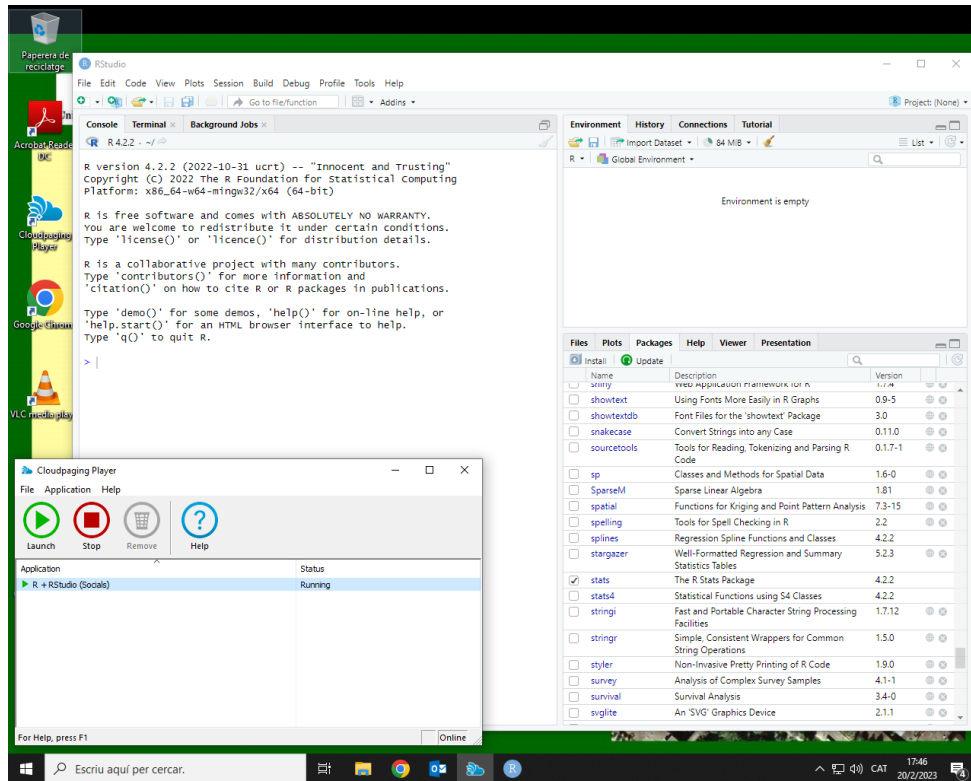 Paperera de
reciclatge
Acrobat Reade
DC
Cloudpaging
Player
Google Chrom
VLC media play
RStudio
File Edit Code View Plots Session Build Debug Profile Tools Help
Go to file/function Addins Project: (None)
Console Terminal Background Jobs
R 4.2.2 · ~/
R version 4.2.2 (2022-10-31 ucrt) -- "Innocent and Trusting"
Copyright (C) 2022 The R Foundation for Statistical Computing
Platform: x86_64-w64-mingw32/x64 (64-bit)
R is free software and comes with ABSOLUTELY NO WARRANTY.
You are welcome to redistribute it under certain conditions.
Type 'license()' or 'licence()' for distribution details.
R is a collaborative project with many contributors.
Type 'contributors()' for more information and
'citation()' on how to cite R or R packages in publications.
Type 'demo()' for some demos, 'help()' for on-line help, or
'help.start()' for an HTML browser interface to help.
Type 'q()' to quit R.
>
Environment History Connections Tutorial
Import Dataset 84 MiB List
R Global Environment
Environment is empty
Files Plots Packages Help Viewer Presentation
Install Update
Name Description Version
shiny Web Application Framework for R 1.7.4
showtext Using Fonts More Easily in R Graphs 0.9-5
showtextdb Font Files for the 'showtext' Package 3.0
snakecase Convert Strings into any Case 0.11.0
sourcetools Tools for Reading, Tokenizing and Parsing R 0.1.7-1
Code
sp Classes and Methods for Spatial Data 1.6-0
SparseM Sparse Linear Algebra 1.81
spatial Functions for Kriging and Point Pattern Analysis 7.3-15
spelling Tools for Spell Checking in R 2.2
splines Regression Spline Functions and Classes 4.2.2
stargazer Well-Formatted Regression and Summary 5.2.3
Statistics Tables
stats The R Stats Package 4.2.2
stats4 Statistical Functions using S4 Classes 4.2.2
stringi Fast and Portable Character String Processing 1.7.12
Facilities
stringr Simple, Consistent Wrappers for Common 1.5.0
String Operations
styler Non-Invasive Pretty Printing of R Code 1.9.0
survey Analysis of Complex Survey Samples 4.1-1
survival Survival Analysis 3.4-0
svglite An 'SVG' Graphics Device 2.1.1
Cloudpaging Player
File Application Help
Launch Stop Remove Help
Application Status
R + RStudio (Socials) Running
For Help, press F1 Online
Escriu aquí per cercar.
CAT
17:46
20/2/2023
4